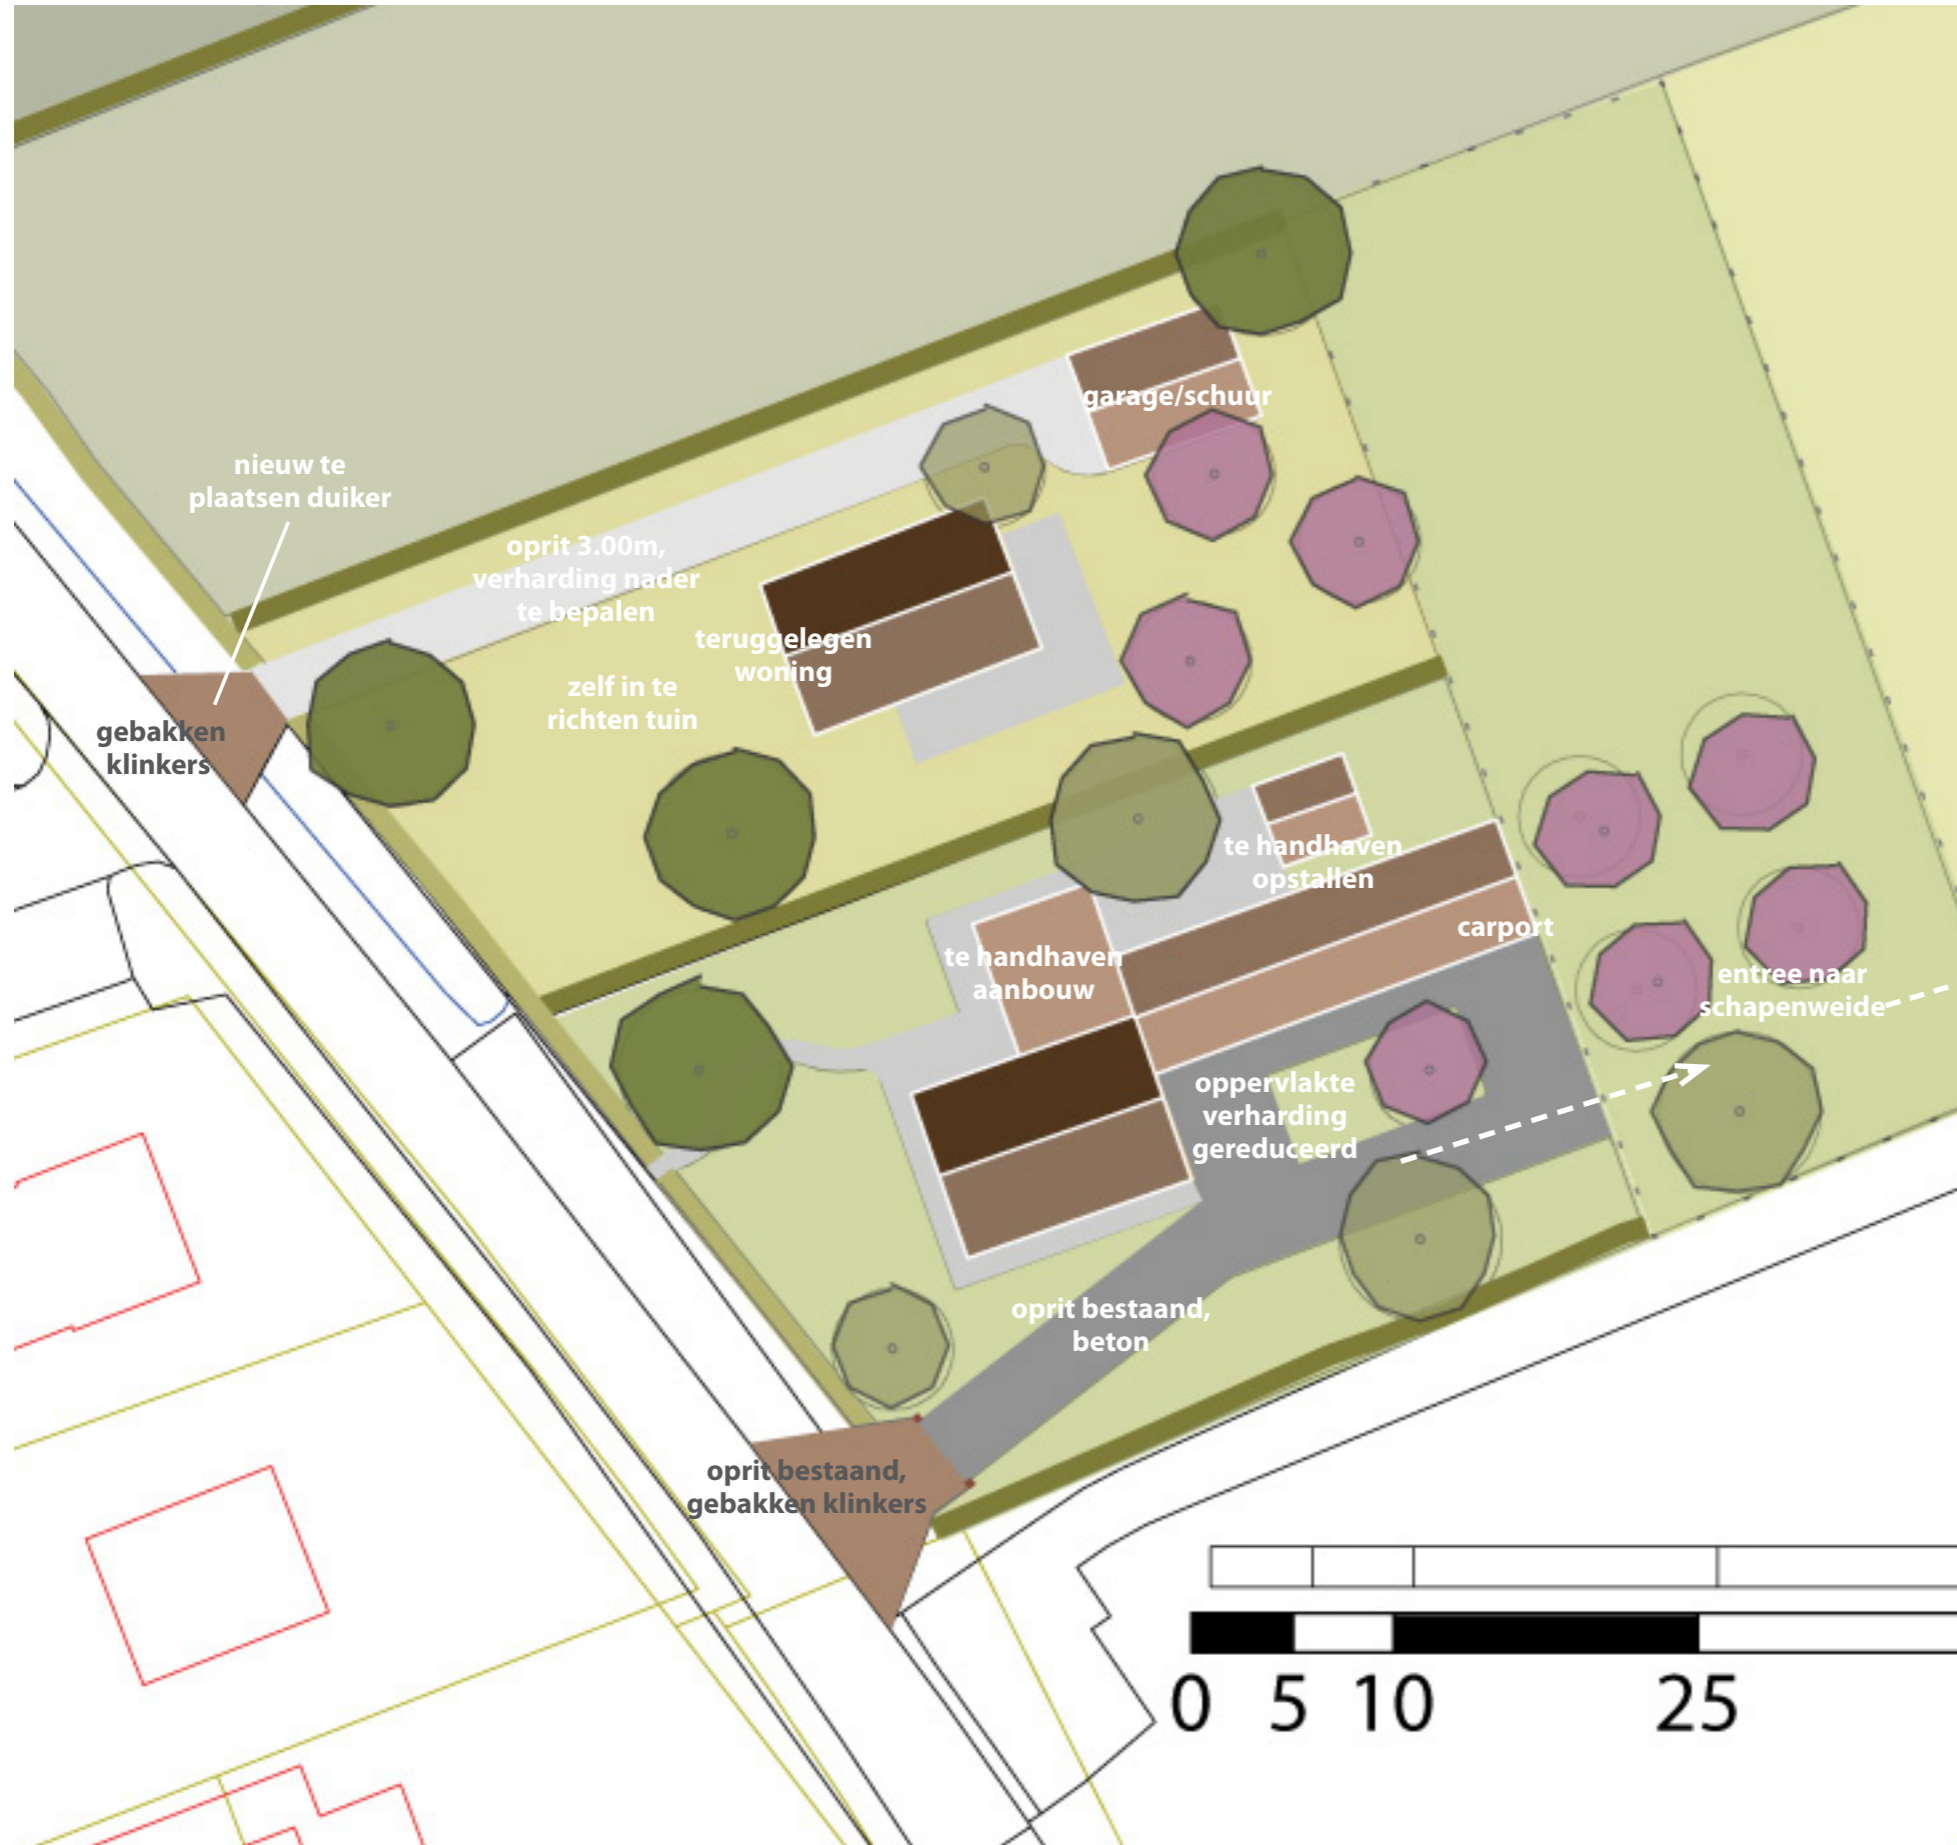 garage/schuur
nieuw te
plaatsen duiker
oprit 3.00m,
verharding nader
te bepalen
teruggelegen
woning
zelf in te
richten tuin
gebakken
klinkers
te handhaven
opstallen
carport
te handhaven
aanbouw
entree naar
schapenweide
oppervlakte
verharding
gereduceerd
oprit bestaand,
beton
oprit bestaand,
gebakken klinkers
0 5 10 25